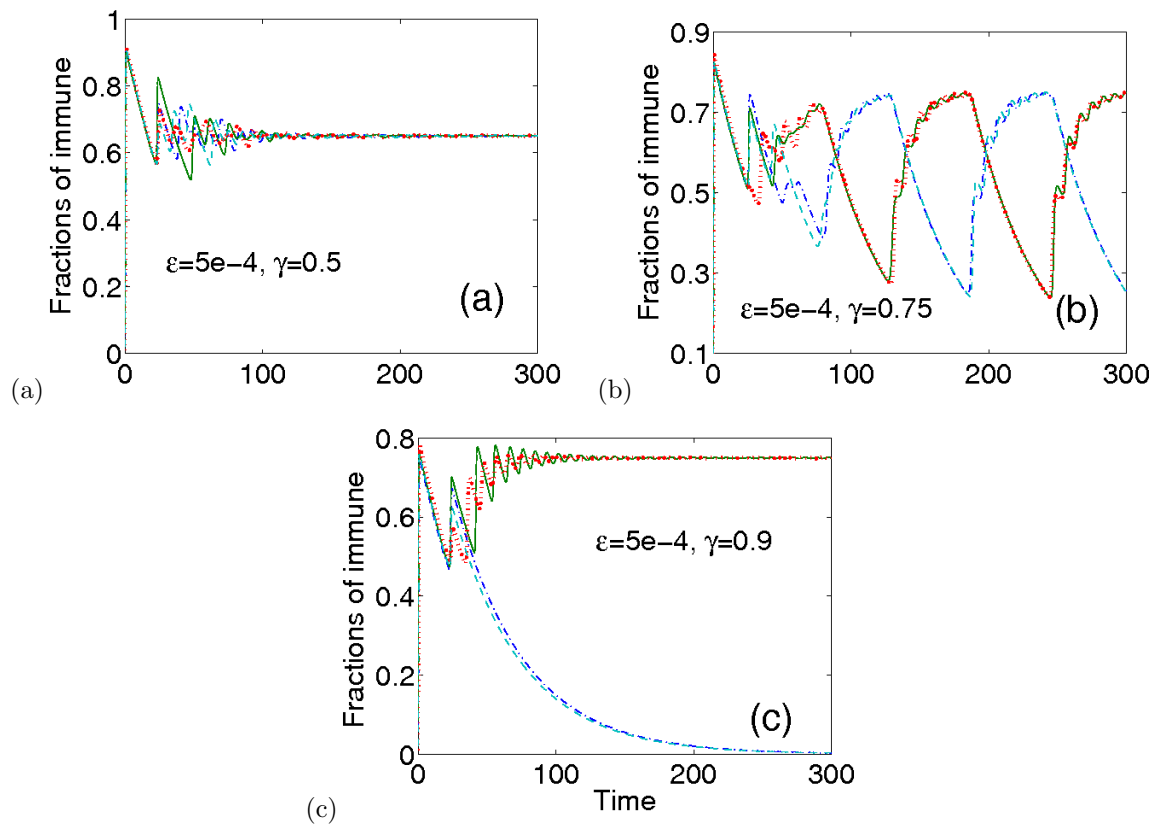 1
0.8
0.6
0.4
0.2
0
Fractions of immune
ε=5e−4, γ=0.5
(a)
0 100 200 300
(a)
0.9
0.7
0.5
0.3
0.1
Fractions of immune
ε=5e−4, γ=0.75
(b)
0 100 200 300
(b)
0.8
0.6
0.4
0.2
0
Fractions of immune
ε=5e−4, γ=0.9
(c)
0 100 200 300
Time
(c)